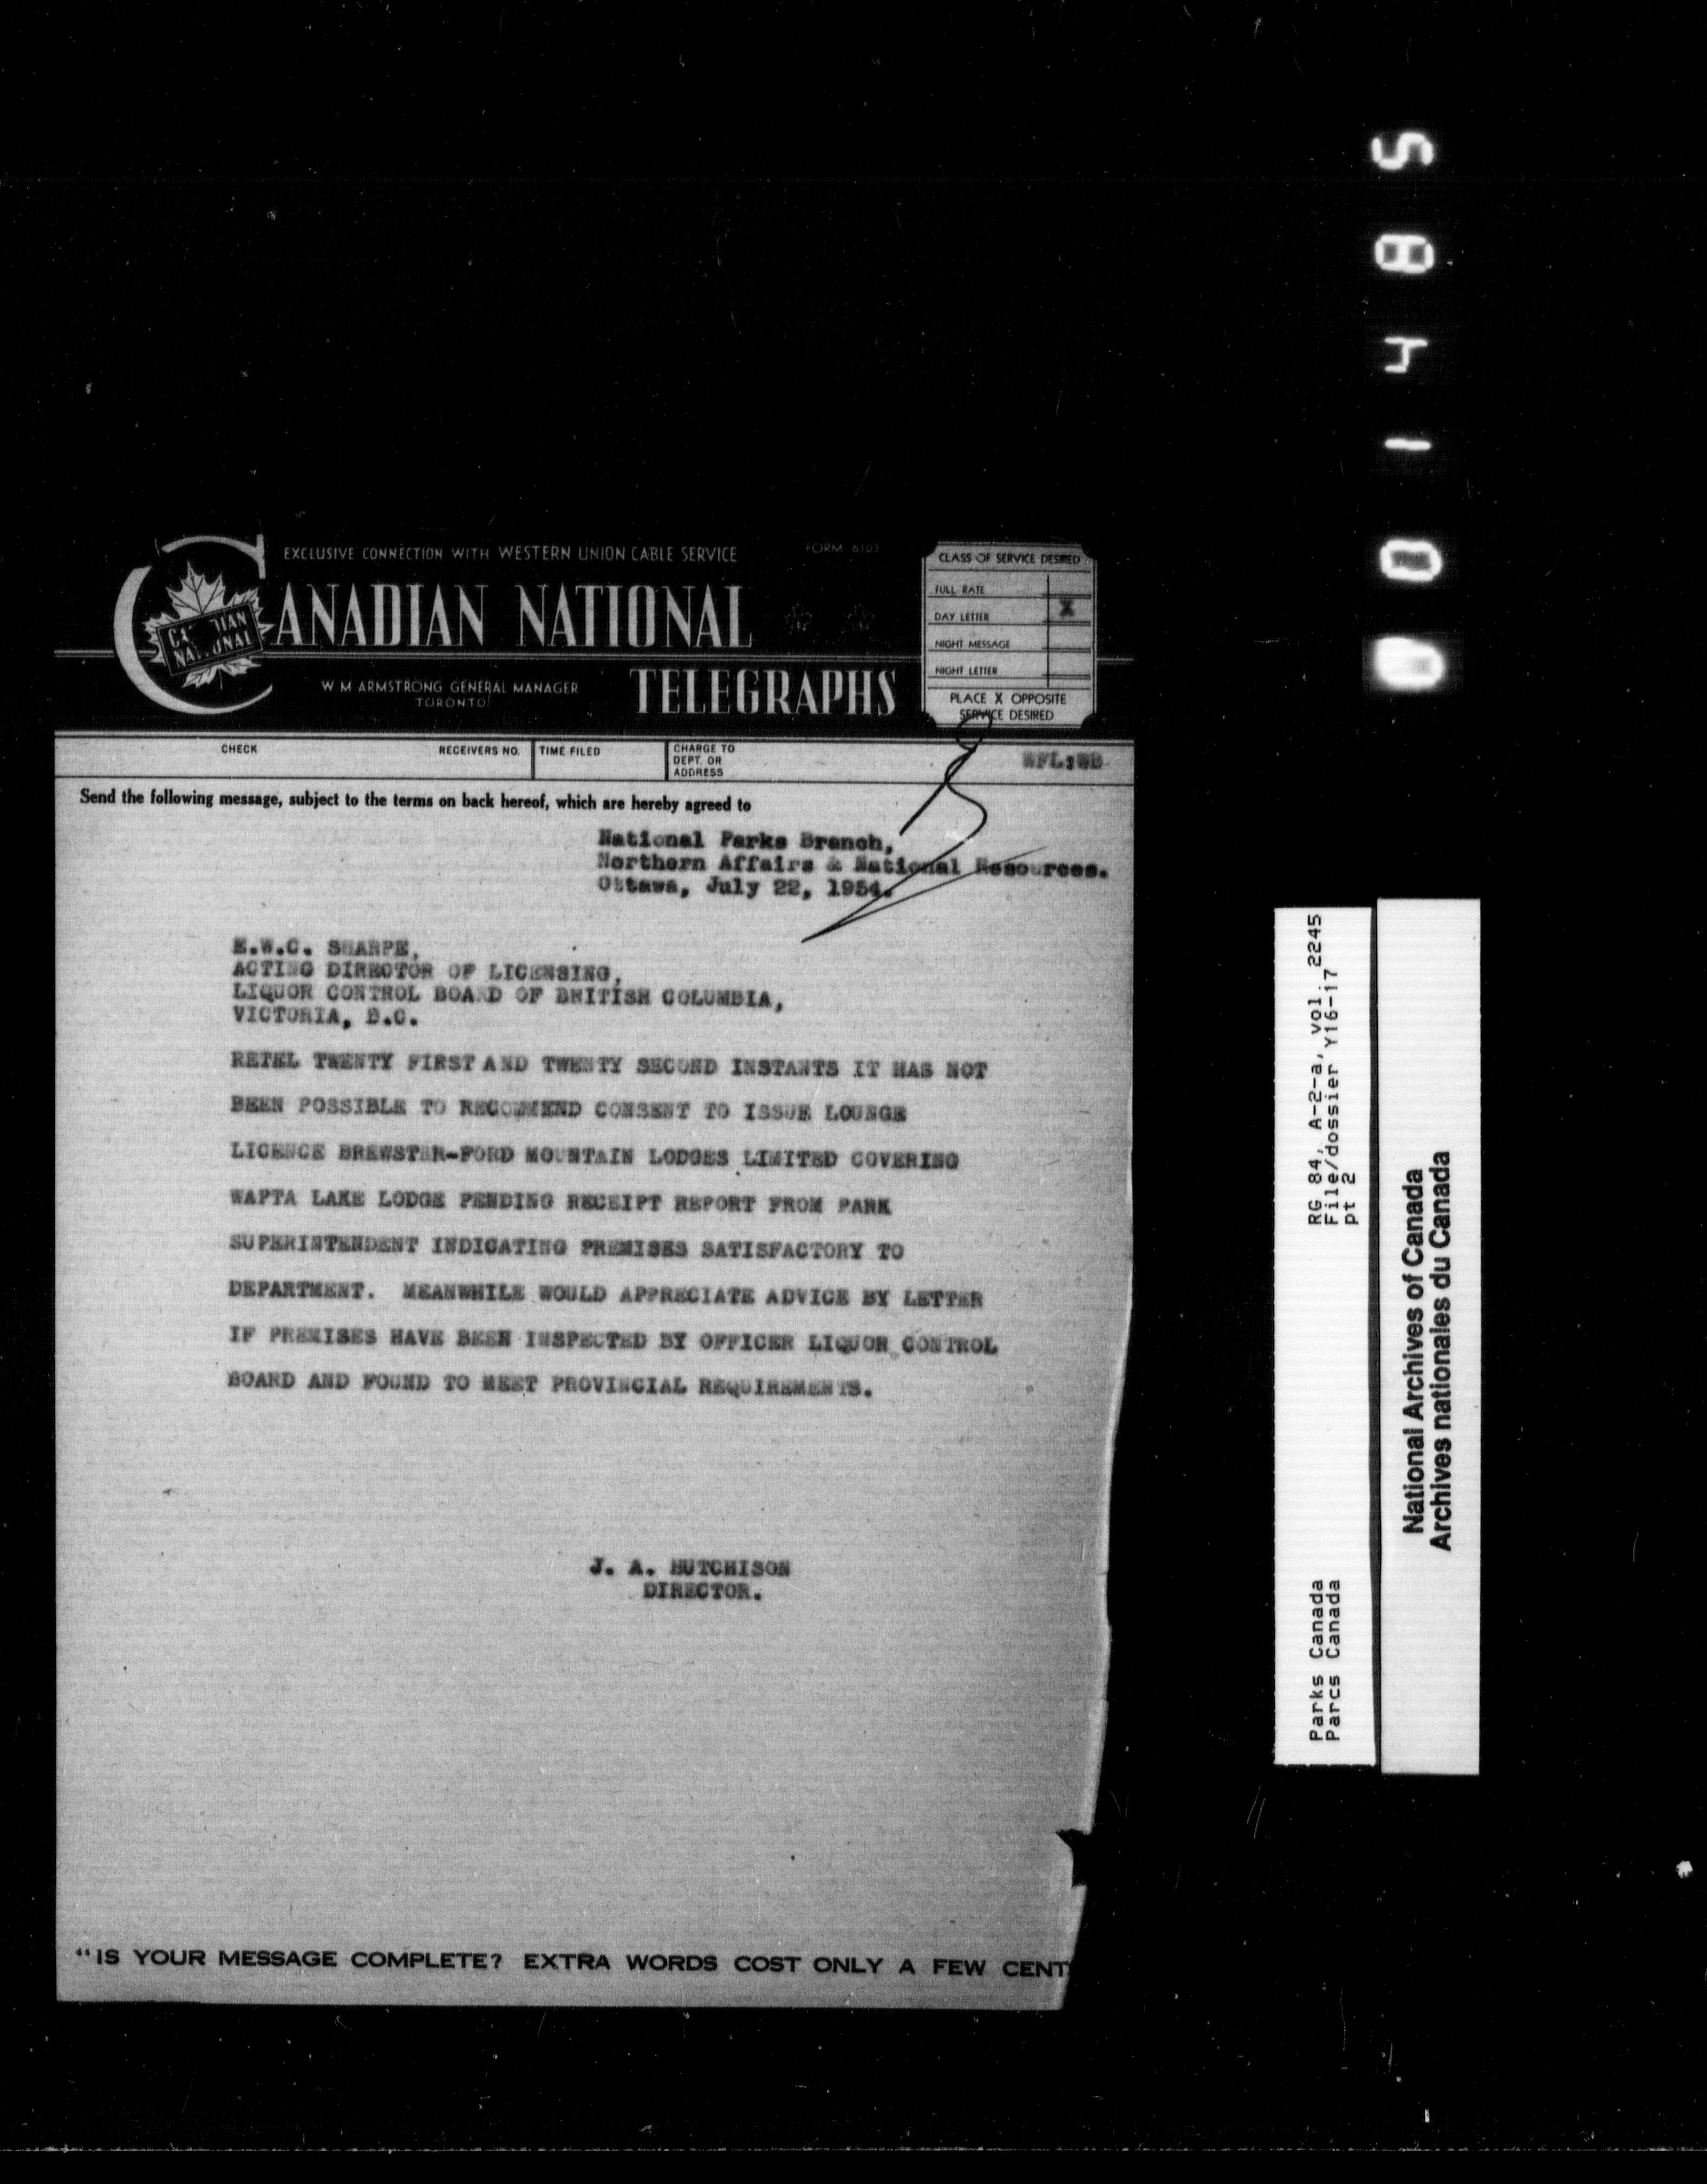 EXCLUSIVE CONNECTION WITH WESTERN UNION CABLE SERVICE
FORM 6103
CANADIAN NATIONAL
TELEGRAPHS
CANADIAN
NATIONAL
W M ARMSTRONG GENERAL MANAGER
TORONTO
CLASS OF SERVICE DESIRED
FULL RATE
DAY LETTER X
NIGHT MESSAGE
NIGHT LETTER
PLACE X OPPOSITE
SERVICE DESIRED
CHECK
RECEIVERS NO.
TIME FILED
CHARGE TO
DEPT. OR
ADDRESS
Send the following message, subject to the terms on back hereof, which are hereby agreed to
National Parks Branch,
Northern Affairs & National Resources.
Ottawa, July 22, 1954.
E.W.C. SHARPE,
ACTING DIRECTOR OF LICENSING,
LIQUOR CONTROL BOARD OF BRITISH COLUMBIA,
VICTORIA, B.C.
RETEL TWENTY FIRST AND TWENTY SECOND INSTANTS IT HAS NOT
BEEN POSSIBLE TO RECOMMEND CONSENT TO ISSUE LOUNGE
LICENCE BREWSTER-FORD MOUNTAIN LODGES LIMITED COVERING
WAPTA LAKE LODGE PENDING RECEIPT REPORT FROM PARK
SUPERINTENDENT INDICATING PREMISES SATISFACTORY TO
DEPARTMENT. MEANWHILE WOULD APPRECIATE ADVICE BY LETTER
IF PREMISES HAVE BEEN INSPECTED BY OFFICER LIQUOR CONTROL
BOARD AND FOUND TO MEET PROVINCIAL REQUIREMENTS.
J. A. HUTCHISON
DIRECTOR.
"IS YOUR MESSAGE COMPLETE? EXTRA WORDS COST ONLY A FEW CENT
Parks Canada
Parcs Canada
RG 84, A-2-a, vol. 2245
File/dossier Y16-17
pt 2
National Archives of Canada
Archives nationales du Canada
001485